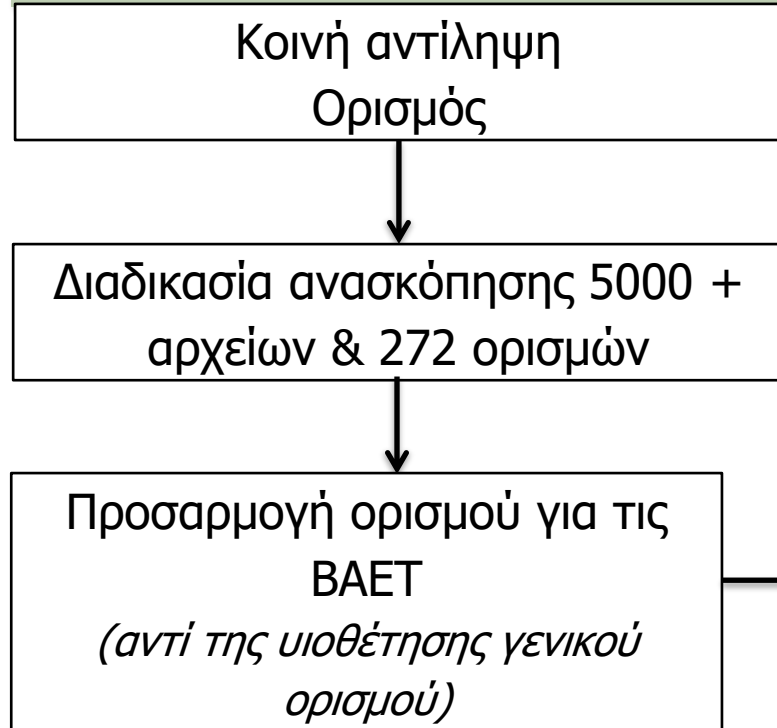 Κοινή αντίληψη
Ορισμός
Διαδικασία ανασκόπησης 5000 +
αρχείων & 272 ορισμών
Προσαρμογή ορισμού για τις
ΒΑΕΤ
(αντί της υιοθέτησης γενικού
ορισμού)